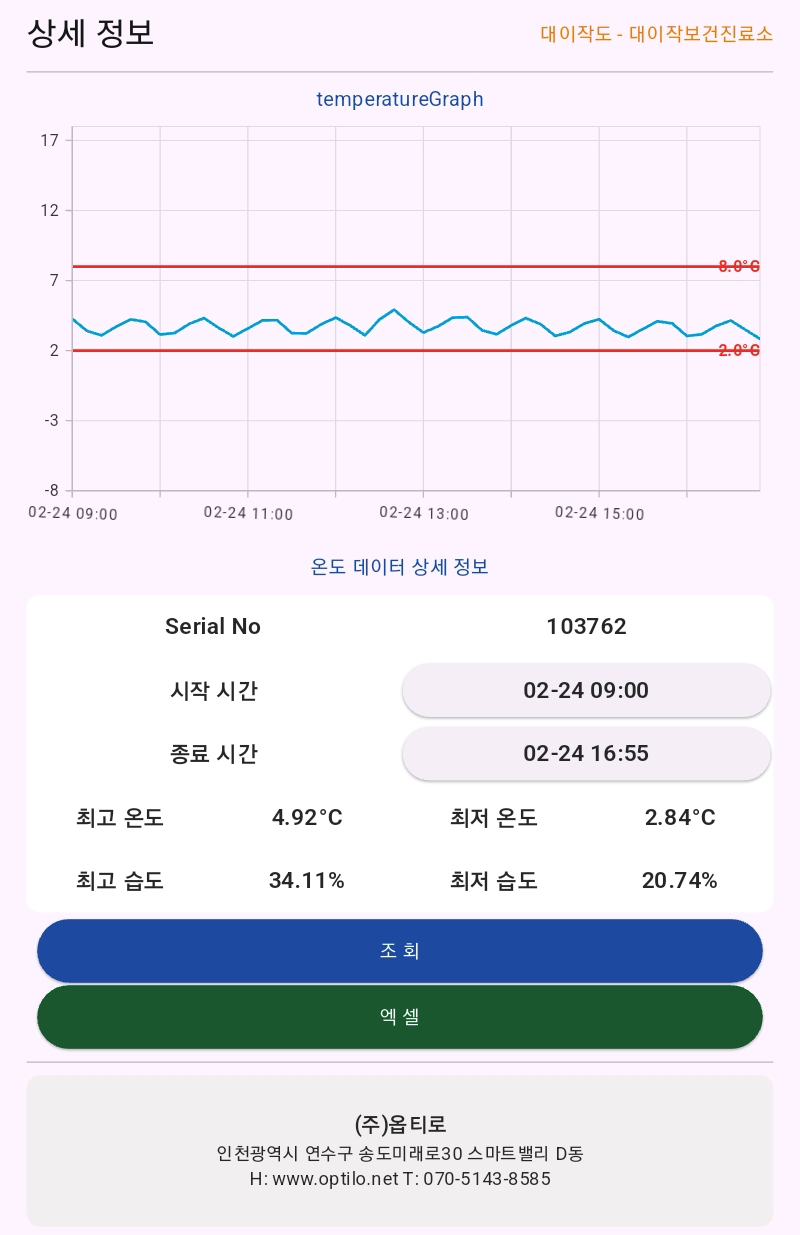 상세 정보
대이작도 - 대이작보건진료소
temperatureGraph
17
12
8.0°C
7
2
2.0°C
-3
-8
02-24 09:00 02-24 11:00 02-24 13:00 02-24 15:00
온도 데이터 상세 정보
Serial No 103762
시작 시간 02-24 09:00
종료 시간 02-24 16:55
최고 온도 4.92°C 최저 온도 2.84°C
최고 습도 34.11% 최저 습도 20.74%
조 회
엑 셀
(주)옵티로
인천광역시 연수구 송도미래로30 스마트밸리 D동
H: www.optilo.net T: 070-5143-8585